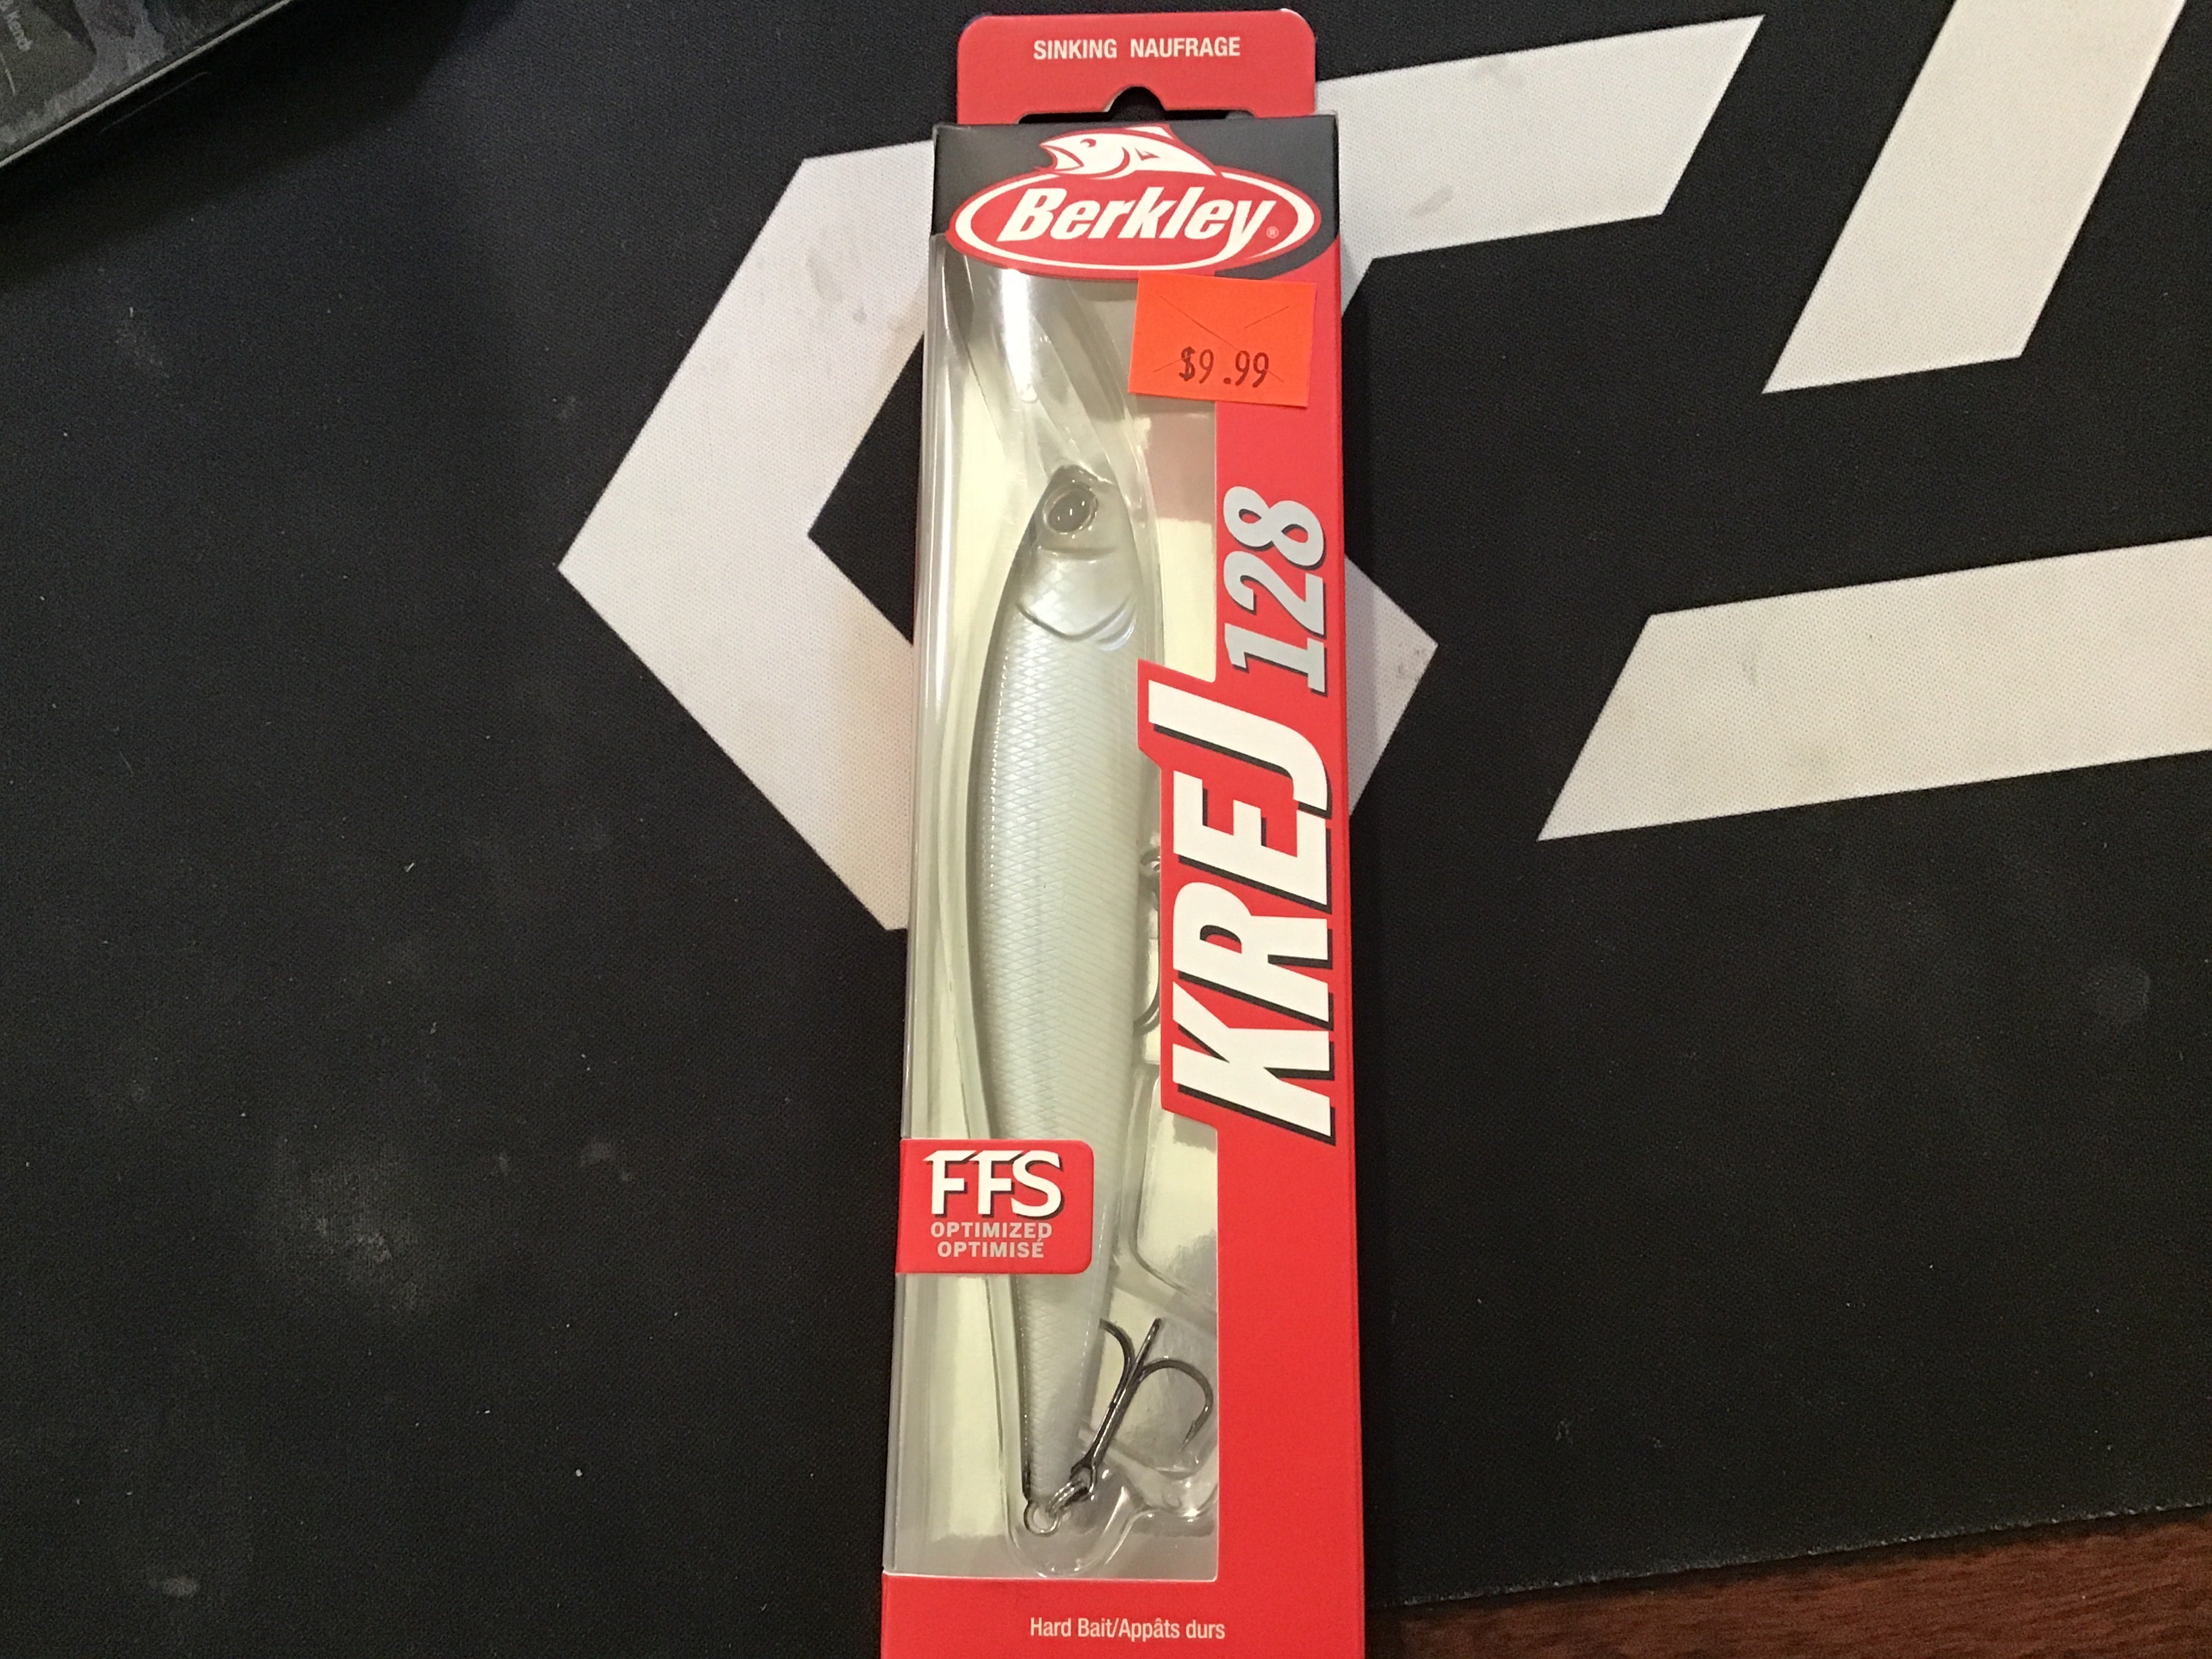 SINKING NAUFRAGE
Berkley®
$9.99
KREJ 128
FFS
OPTIMIZED
OPTIMISÉ
Hard Bait/Appâts durs